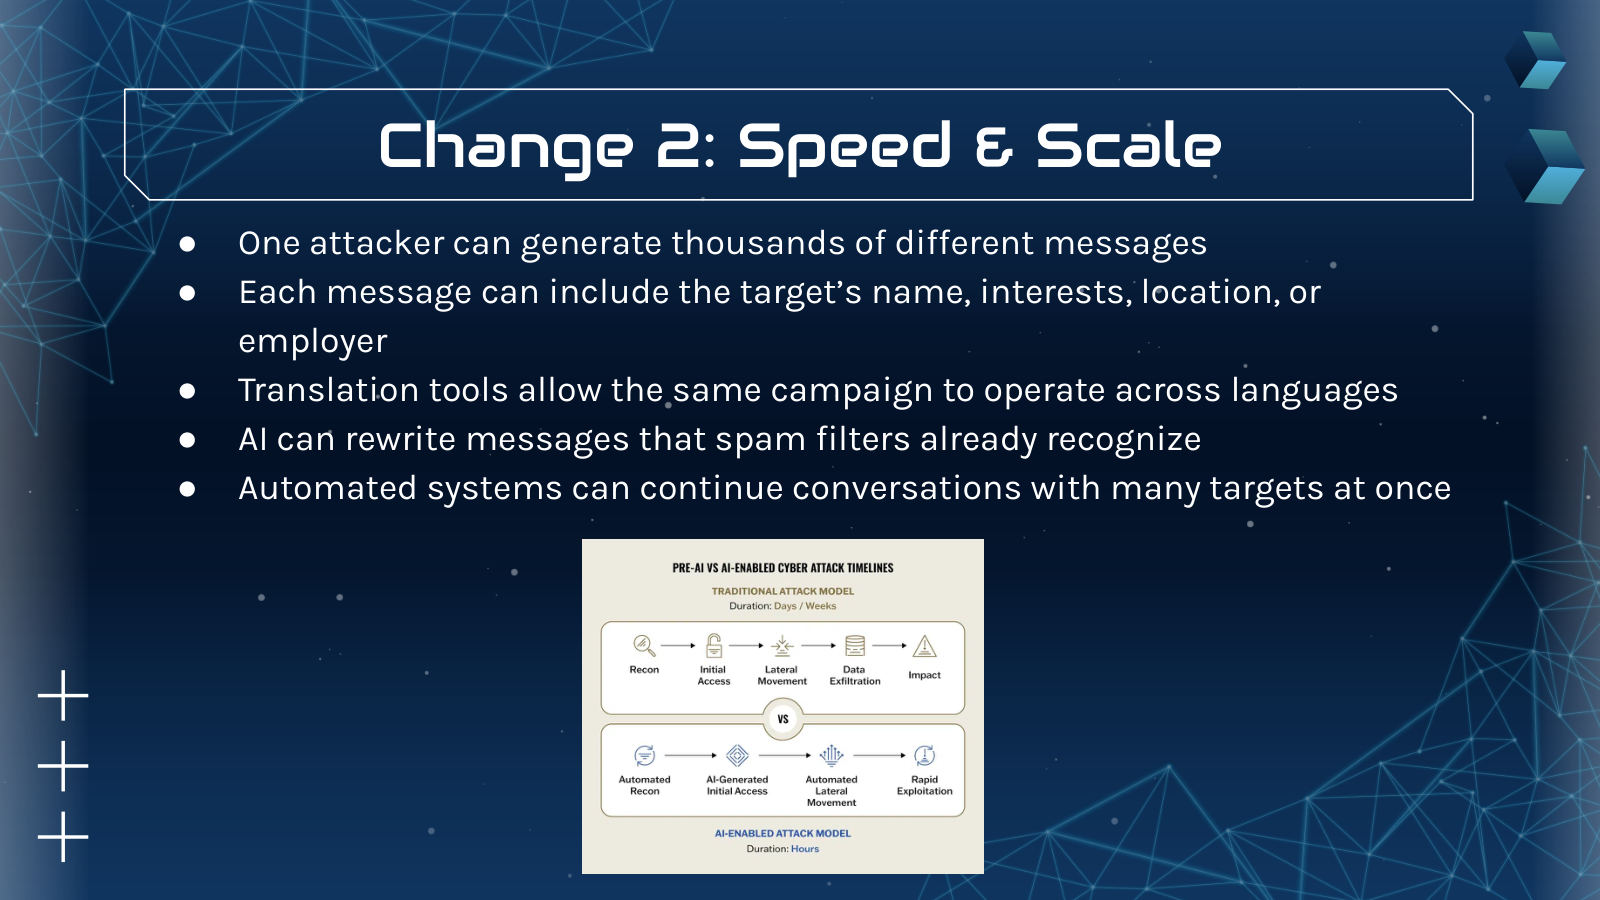 Change 2: Speed & Scale
● One attacker can generate thousands of different messages
● Each message can include the target’s name, interests, location, or
employer
● Translation tools allow the same campaign to operate across languages
● AI can rewrite messages that spam filters already recognize
● Automated systems can continue conversations with many targets at once
PRE-AI VS AI-ENABLED CYBER ATTACK TIMELINES
TRADITIONAL ATTACK MODEL
Duration: Days / Weeks
Recon
Initial
Access
Lateral
Movement
Data
Exfiltration
Impact
VS
Automated
Recon
AI-Generated
Initial Access
Automated
Lateral
Movement
Rapid
Exploitation
AI-ENABLED ATTACK MODEL
Duration: Hours